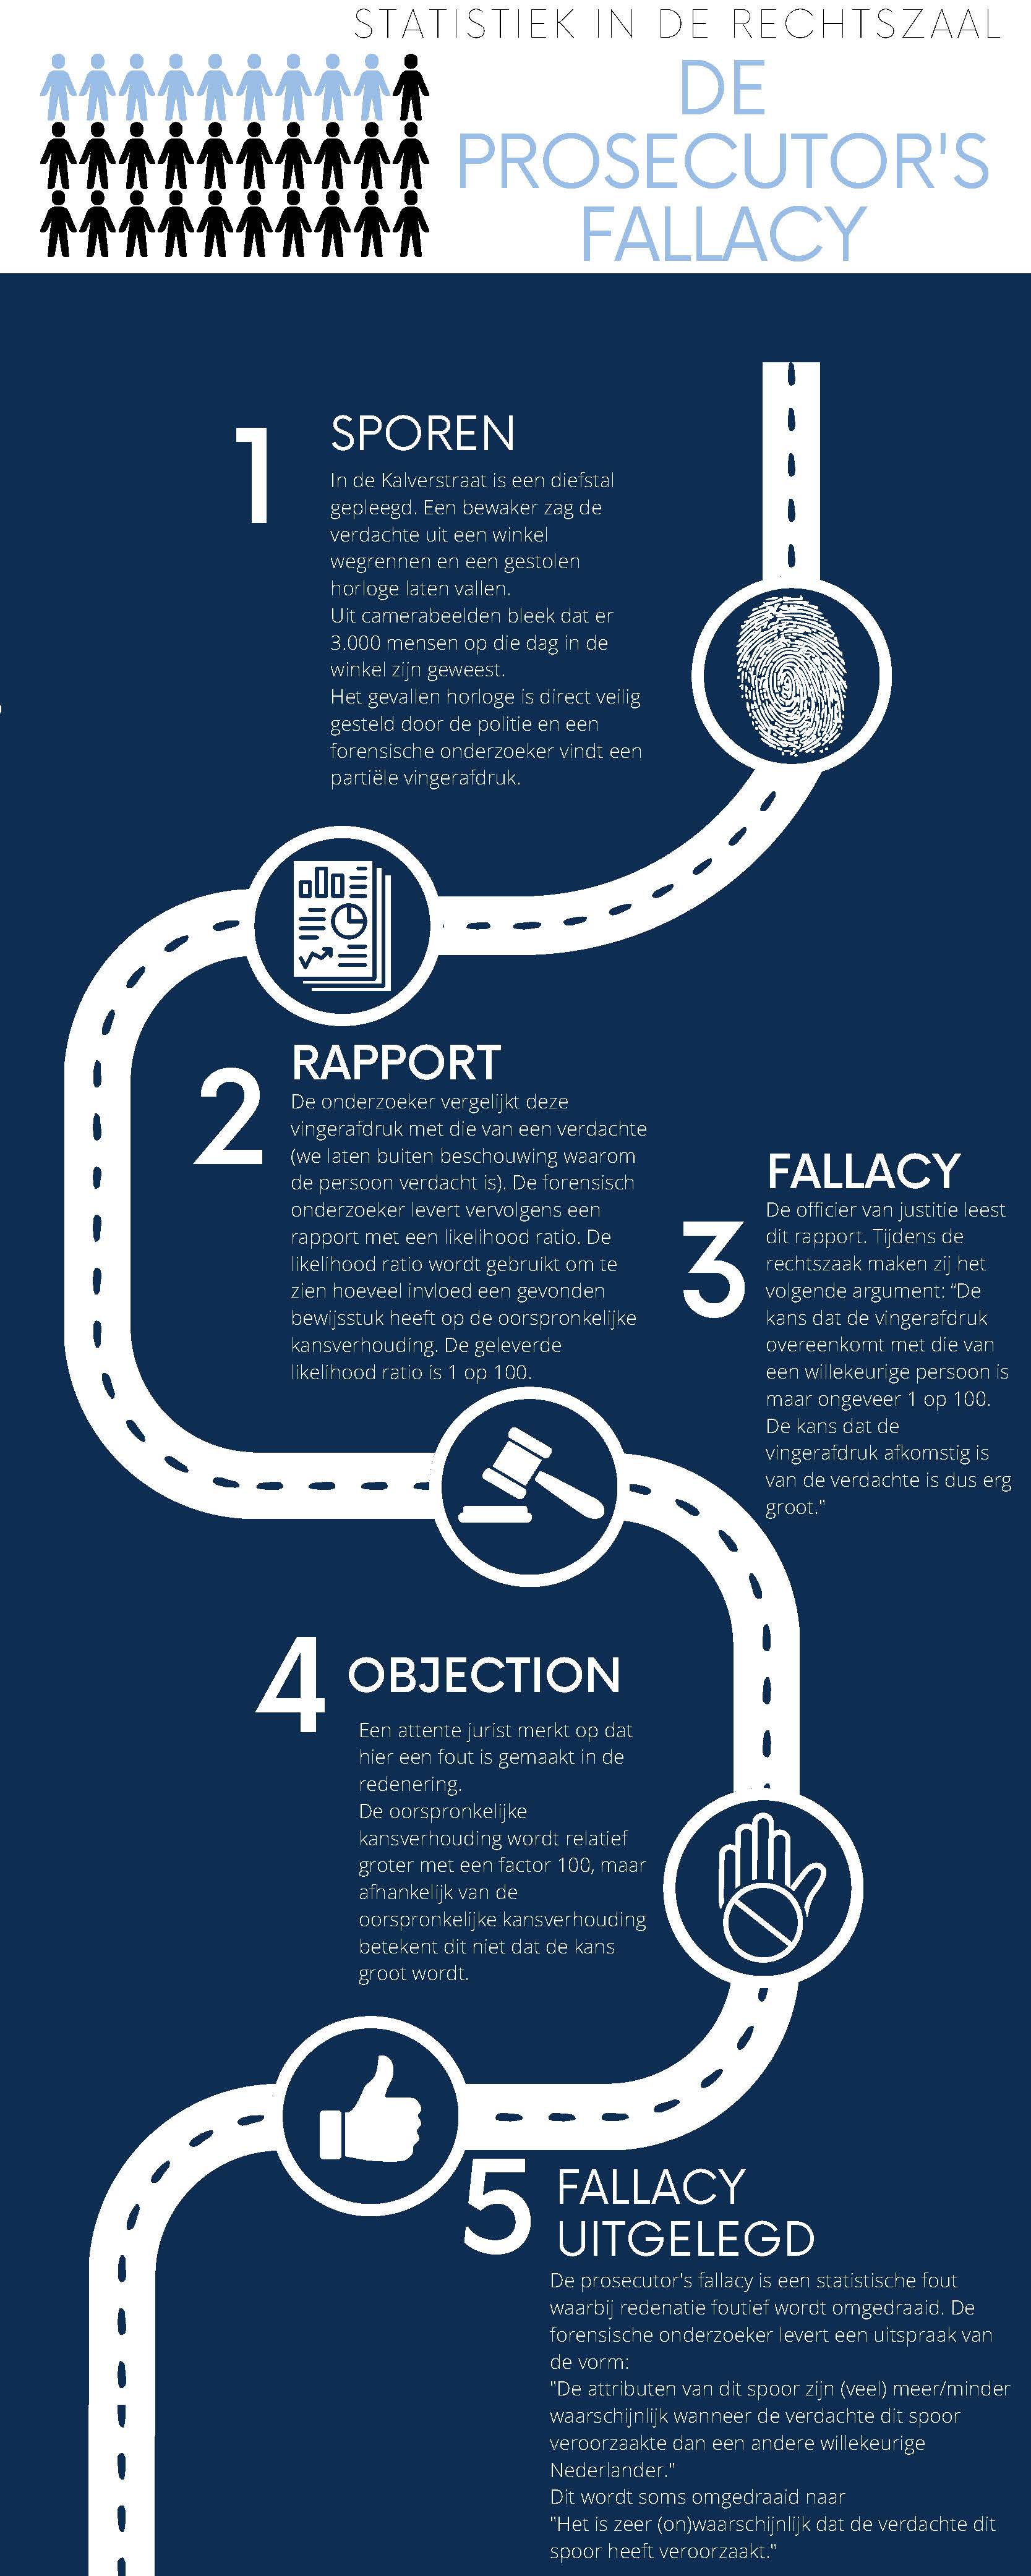 STATISTIEK IN DE RECHTSZAAL
DE
PROSECUTOR'S
FALLACY
1
SPOREN
In de Kalverstraat is een diefstal
gepleegd. Een bewaker zag de
verdachte uit een winkel
wegrennen en een gestolen
horloge laten vallen.
Uit camerabeelden bleek dat er
3.000 mensen op die dag in de
winkel zijn geweest.
Het gevallen horloge is direct veilig
gesteld door de politie en een
forensische onderzoeker vindt een
partiële vingerafdruk.
2
RAPPORT
De onderzoeker vergelijkt deze
vingerafdruk met die van een verdachte
(we laten buiten beschouwing waarom
de persoon verdacht is). De forensisch
onderzoeker levert vervolgens een
rapport met een likelihood ratio. De
likelihood ratio wordt gebruikt om te
zien hoeveel invloed een gevonden
bewijsstuk heeft op de oorspronkelijke
kansverhouding. De geleverde
likelihood ratio is 1 op 100.
3
FALLACY
De officier van justitie leest
dit rapport. Tijdens de
rechtszaak maken zij het
volgende argument: “De
kans dat de vingerafdruk
overeenkomt met die van
een willekeurige persoon is
maar ongeveer 1 op 100.
De kans dat de
vingerafdruk afkomstig is
van de verdachte is dus erg
groot."
4
OBJECTION
Een attente jurist merkt op dat
hier een fout is gemaakt in de
redenering.
De oorspronkelijke
kansverhouding wordt relatief
groter met een factor 100, maar
afhankelijk van de
oorspronkelijke kansverhouding
betekent dit niet dat de kans
groot wordt.
5
FALLACY
UITGELEGD
De prosecutor's fallacy is een statistische fout
waarbij redenatie foutief wordt omgedraaid. De
forensische onderzoeker levert een uitspraak van
de vorm:
"De attributen van dit spoor zijn (veel) meer/minder
waarschijnlijk wanneer de verdachte dit spoor
veroorzaakte dan een andere willekeurige
Nederlander."
Dit wordt soms omgedraaid naar
"Het is zeer (on)waarschijnlijk dat de verdachte dit
spoor heeft veroorzaakt."